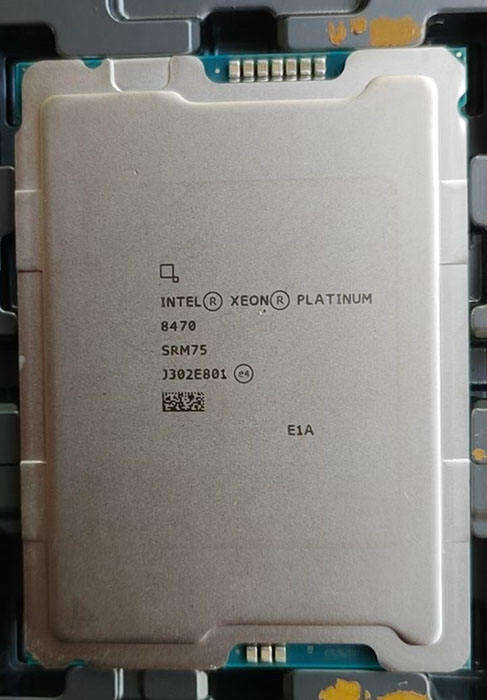 INTEL® XEON® PLATINUM
8470
SRM75
J302E801 e4
E1A